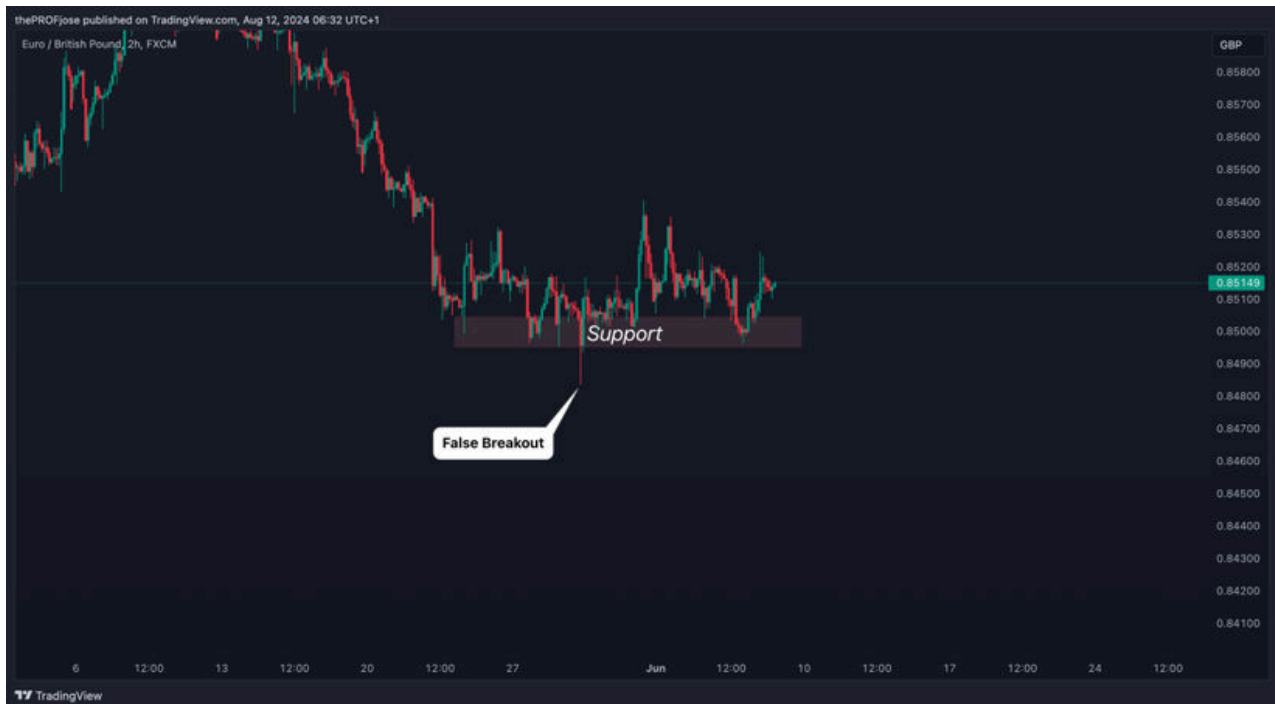 thePROFjose published on TradingView.com, Aug 12, 2024 06:32 UTC+1
Euro / British Pound, 2h, FXCM
GBP
0.85800
0.85700
0.85600
0.85500
0.85400
0.85300
0.85200
0.85149
0.85100
0.85000
Support
0.84900
0.84800
0.84700
False Breakout
0.84600
0.84500
0.84400
0.84300
0.84200
0.84100
6 12:00 13 12:00 20 12:00 27 Jun 12:00 10 12:00 17 12:00 24 12:00
TradingView